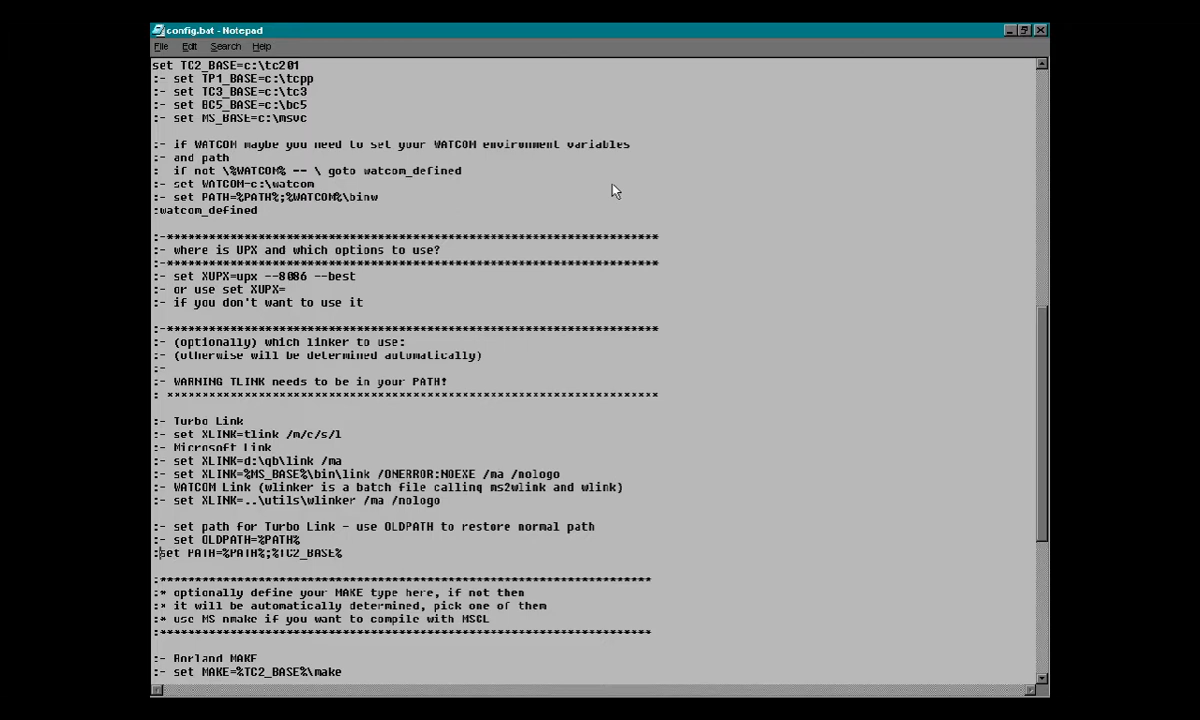 config.bat - Notepad
File Edit Search Help
set TC2_BASE=c:\tc201
:- set TP1_BASE=c:\tcpp
:- set TC3_BASE=c:\tc3
:- set BC5_BASE=c:\bc5
:- set MS_BASE=c:\msvc
:- if WATCOM maybe you need to set your WATCOM environment variables
:- and path
: if not \%WATCOM% -- \ goto watcom_defined
:- set WATCOM-c:\watcom
:- set PATH=%PATH%;%WATCOM%\binw
:watcom_defined
:-**********************************************************************
:- where is UPX and which options to use?
:-**********************************************************************
:- set XUPX=upx --8086 --best
:- or use set XUPX=
:- if you don't want to use it
:-**********************************************************************
:- (optionally) which linker to use:
:- (otherwise will be determined automatically)
:-
:- WARNING TLINK needs to be in your PATH!
: **********************************************************************
:- Turbo Link
:- set XLINK=tlink /m/c/s/l
:- Microsoft Link
:- set XLINK=d:\qb\link /ma
:- set XLINK=%MS_BASE%\bin\link /ONERROR:NOEXE /ma /nologo
:- WATCOM Link (wlinker is a batch file calling ms2wlink and wlink)
:- set XLINK=..\utils\wlinker /ma /nologo
:- set path for Turbo Link - use OLDPATH to restore normal path
:- set OLDPATH=%PATH%
:set PATH=%PATH%;%TC2_BASE%
:**********************************************************************
:* optionally define your MAKE type here, if not then
:* it will be automatically determined, pick one of them
:* use MS nmake if you want to compile with MSCL
:**********************************************************************
:- Borland MAKE
:- set MAKE=%TC2_BASE%\make